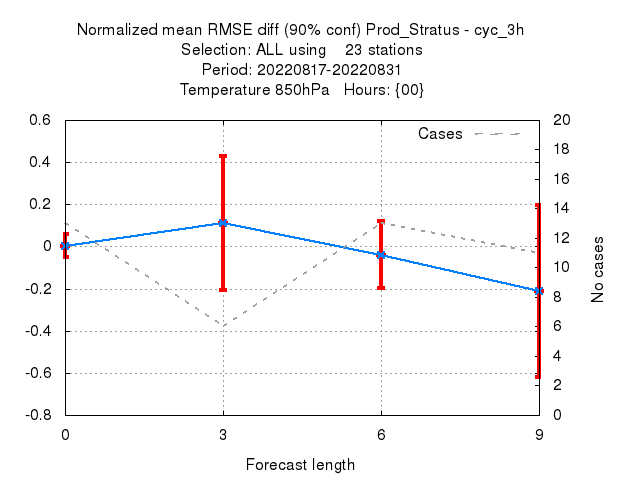 Normalized mean RMSE diff (90% conf) Prod_Stratus - cyc_3h
Selection: ALL using    23 stations
Period: 20220817-20220831
Temperature 850hPa   Hours: {00}
Cases
0.6
0.4
0.2
0
-0.2
-0.4
-0.6
-0.8
20
18
16
14
12
10
8
6
4
2
0
No cases
0 3 6 9
Forecast length